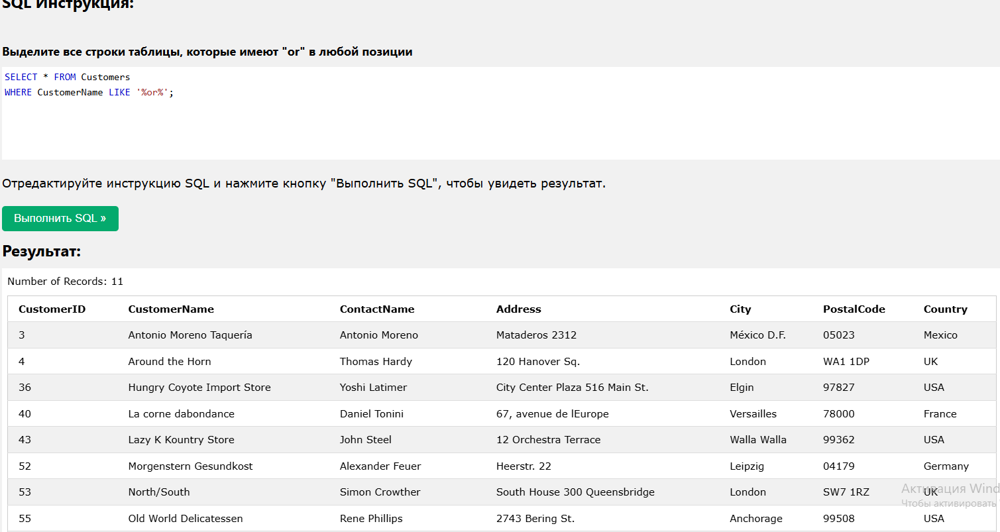 SQL Инструкция:
Выделите все строки таблицы, которые имеют "or" в любой позиции
SELECT * FROM Customers
WHERE CustomerName LIKE '%or%';
Отредактируйте инструкцию SQL и нажмите кнопку "Выполнить SQL", чтобы увидеть результат.
Выполнить SQL »
Результат:
Number of Records: 11
CustomerID CustomerName ContactName Address City PostalCode Country
3 Antonio Moreno Taquería Antonio Moreno Mataderos 2312 México D.F. 05023 Mexico
4 Around the Horn Thomas Hardy 120 Hanover Sq. London WA1 1DP UK
36 Hungry Coyote Import Store Yoshi Latimer City Center Plaza 516 Main St. Elgin 97827 USA
40 La corne dabondance Daniel Tonini 67, avenue de lEurope Versailles 78000 France
43 Lazy K Kountry Store John Steel 12 Orchestra Terrace Walla Walla 99362 USA
52 Morgenstern Gesundkost Alexander Feuer Heerstr. 22 Leipzig 04179 Germany
53 North/South Simon Crowther South House 300 Queensbridge London SW7 1RZ UK
55 Old World Delicatessen Rene Phillips 2743 Bering St. Anchorage 99508 USA
Активация Wind
Чтобы активировать